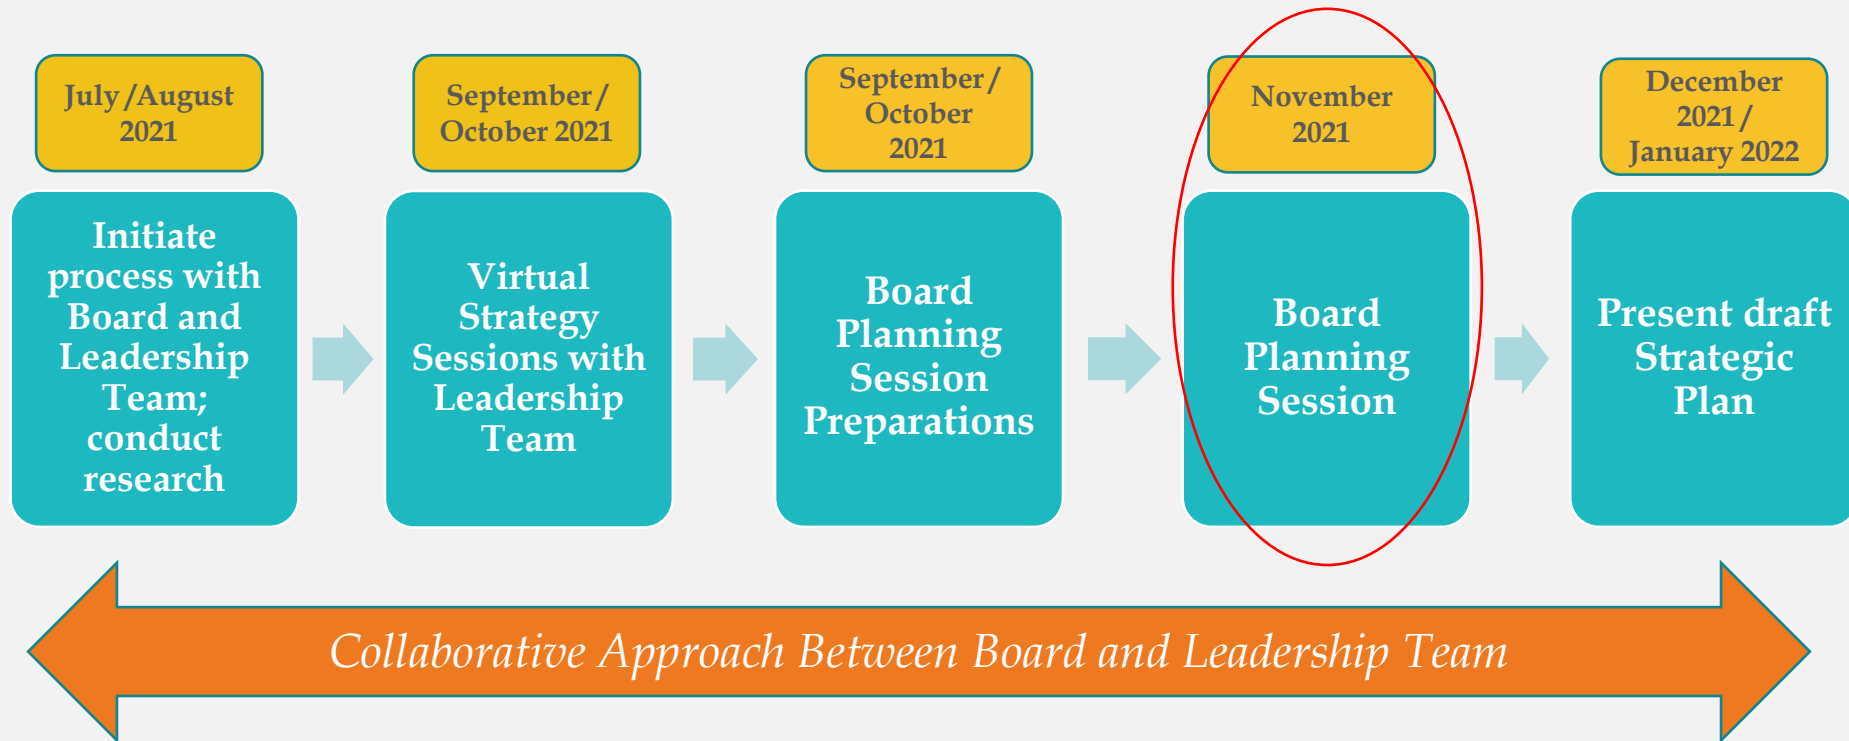 July/August
2021
Initiate
process with
Board and
Leadership
Team;
conduct
research
September/
October 2021
Virtual
Strategy
Sessions with
Leadership
Team
September/
October
2021
Board
Planning
Session
Preparations
November
2021
Board
Planning
Session
December
2021/
January 2022
Present draft
Strategic
Plan
Collaborative Approach Between Board and Leadership Team